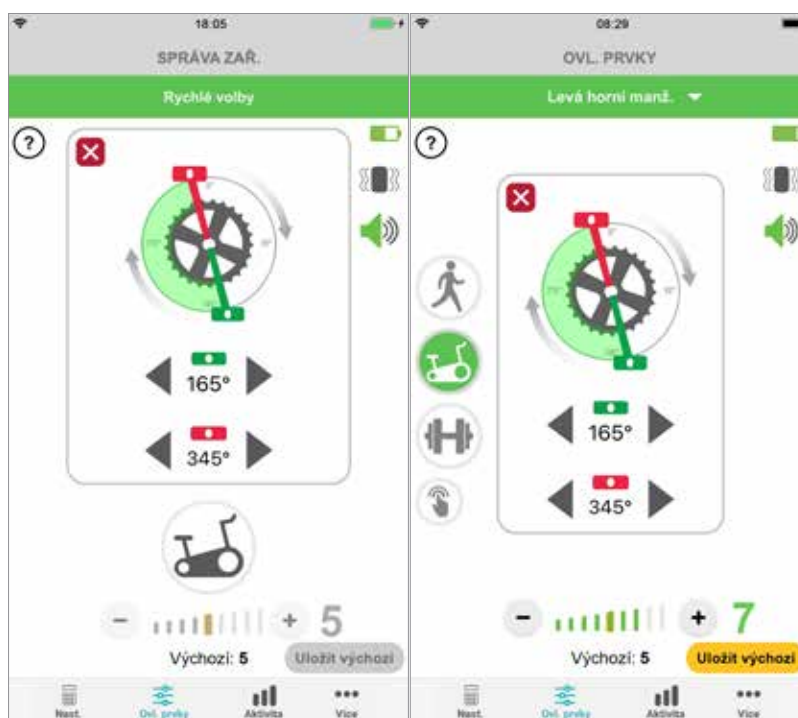 18:05
SPRÁVA ZAŘ.
Rychlé volby
?
165°
345°
- + 5
Výchozí: 5 Uložit výchozí
Nast. Ovl. prvky Aktivita Více
08:29
OVL. PRVKY
Levá horní manž.
?
165°
345°
- + 7
Výchozí: 5 Uložit výchozí
Nast. Ovl. prvky Aktivita Více